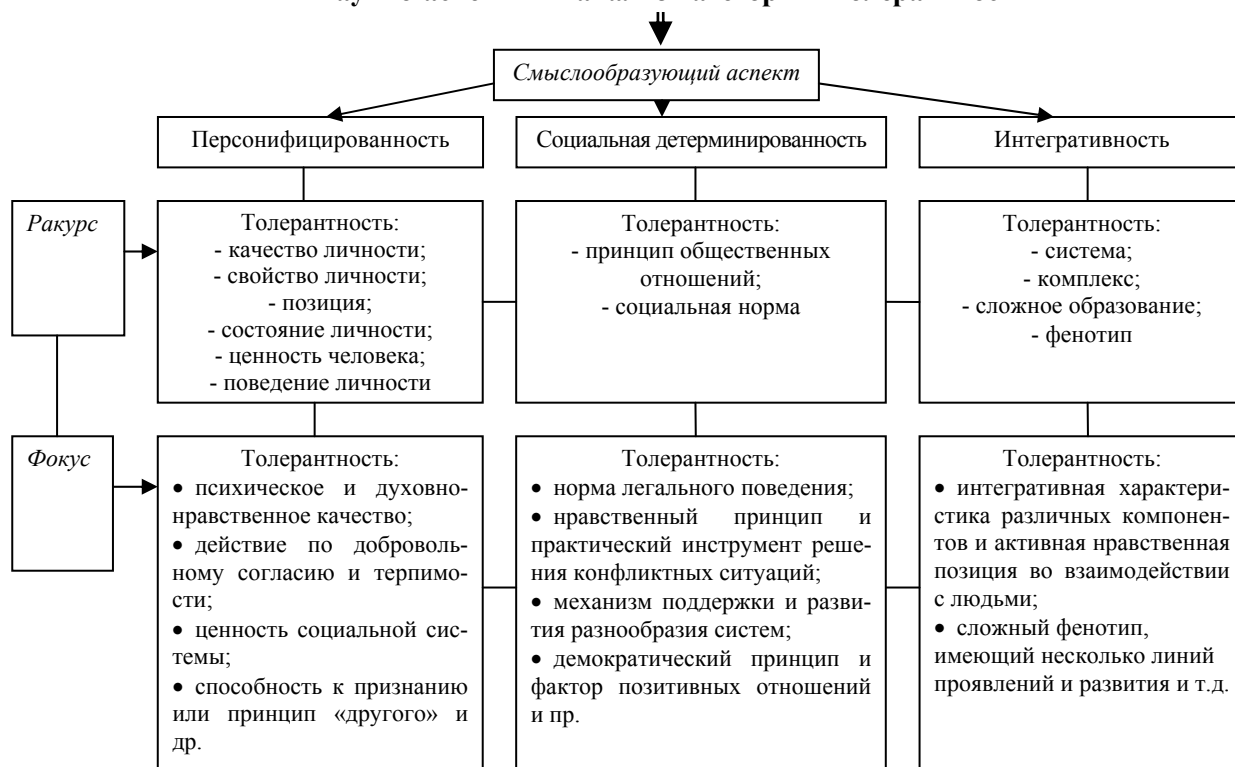 Смыслообразующий аспект
Персонифицированность
Социальная детерминированность
Интегративность
Ракурс
Толерантность:
- качество личности;
- свойство личности;
- позиция;
- состояние личности;
- ценность человека;
- поведение личности
Толерантность:
- принцип общественных
отношений;
- социальная норма
Толерантность:
- система;
- комплекс;
- сложное образование;
- фенотип
Фокус
Толерантность:
• психическое и духовно-
нравственное качество;
• действие по доброволь-
ному согласию и терпимо-
сти;
• ценность социальной сис-
темы;
• способность к признанию
или принцип «другого» и
др.
Толерантность:
• норма легального поведения;
• нравственный принцип и
практический инструмент реше-
ния конфликтных ситуаций;
• механизм поддержки и разви-
тия разнообразия систем;
• демократический принцип и
фактор позитивных отношений
и пр.
Толерантность:
• интегративная характери-
стика различных компонен-
тов и активная нравственная
позиция во взаимодействии
с людьми;
• сложный фенотип,
имеющий несколько линий
проявлений и развития и т.д.